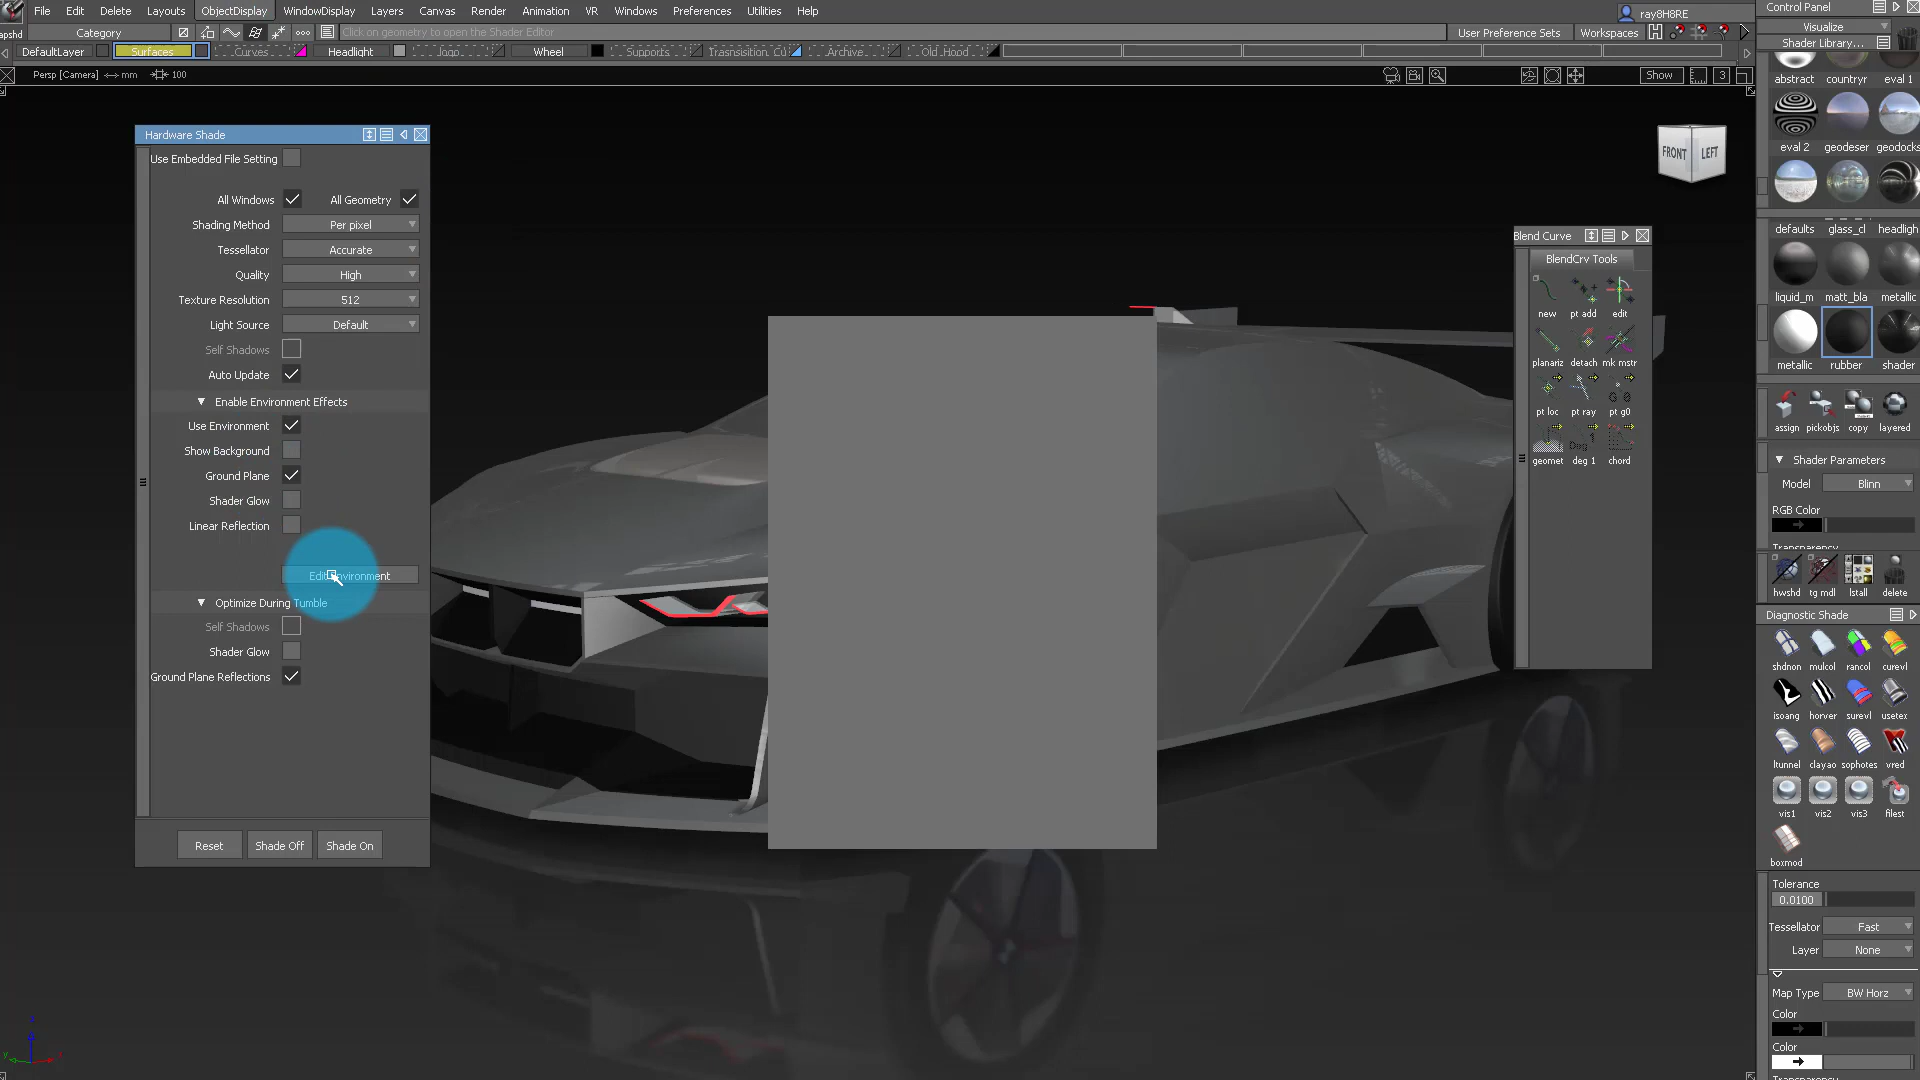 File Edit Delete Layouts ObjectDisplay WindowDisplay Layers Canvas Render Animation VR Windows Preferences Utilities Help
ray8H8RE
Control Panel
apshd
Category
Click on geometry to open the Shader Editor
User Preference Sets
Workspaces
Visualize
Shader Library...
DefaultLayer
Surfaces
Curves
Headlight
logo
Wheel
Supports
Archive
Old_Hood
Persp [Camera] mm 100
Show
3
abstract countryr eval 1
eval 2 geodeser geodocks
defaults glass_cl headligh
liquid_m matt_bla metallic
metallic rubber shader
assign pickobjs copy layered
Shader Parameters
Model Blinn
RGB Color
Transparency
hwshd tg mdl lstall delete
Diagnostic Shade
shdnon mulcol rancol curevl
isoang horver surevl usetex
ltunnel clayao sophotes vred
vis1 vis2 vis3 filest
boxmod
Tolerance
0.0100
Tessellator Fast
Layer None
Map Type BW Horz
Color
Color
FRONT LEFT
Hardware Shade
Use Embedded File Setting
All Windows
All Geometry
Shading Method Per pixel
Tessellator Accurate
Quality High
Texture Resolution 512
Light Source Default
Self Shadows
Auto Update
Enable Environment Effects
Use Environment
Show Background
Ground Plane
Shader Glow
Linear Reflection
Edit Environment
Optimize During Tumble
Self Shadows
Shader Glow
Ground Plane Reflections
Reset
Shade Off
Shade On
Blend Curve
BlendCrv Tools
new pt add edit
planariz detach mk mstr
pt loc pt ray pt g0
geomet deg 1 chord